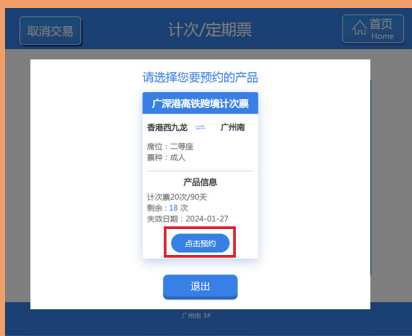 取消交易
计次/定期票
首页
Home
请选择您要预约的产品
广深港高铁跨境计次票
香港西九龙 ⇌ 广州南
席位：二等座
票种：成人
产品信息
计次票20次/90天
剩余：18 次
失效日期：2024-01-27
点击预约
退出
广州南 3#